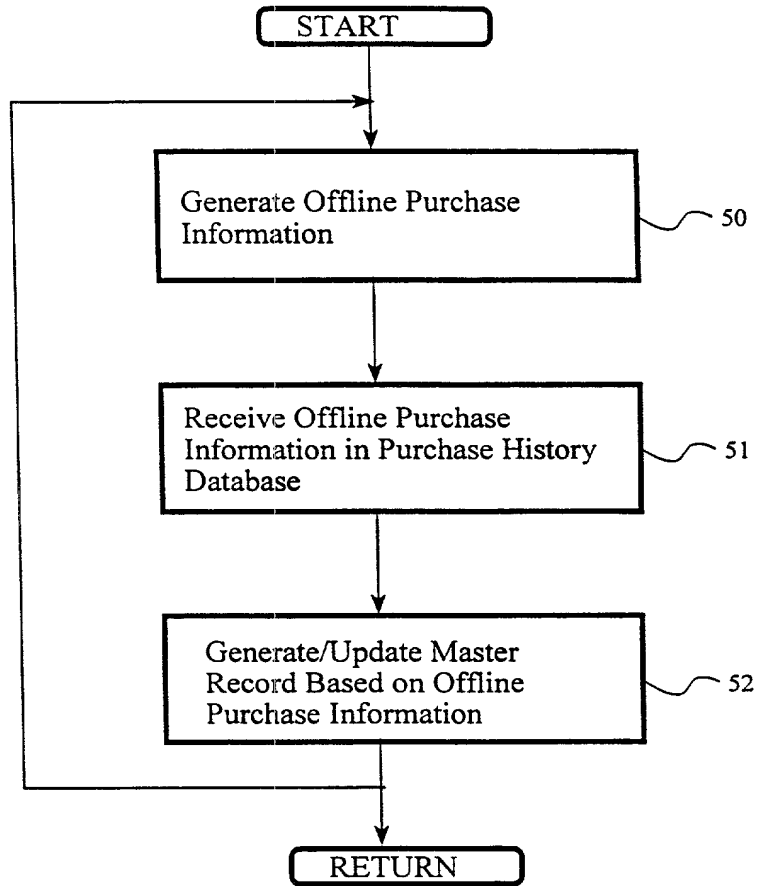 START
Generate Offline Purchase
Information
50
Receive Offline Purchase
Information in Purchase History
Database
51
Generate/Update Master
Record Based on Offline
Purchase Information
52
RETURN